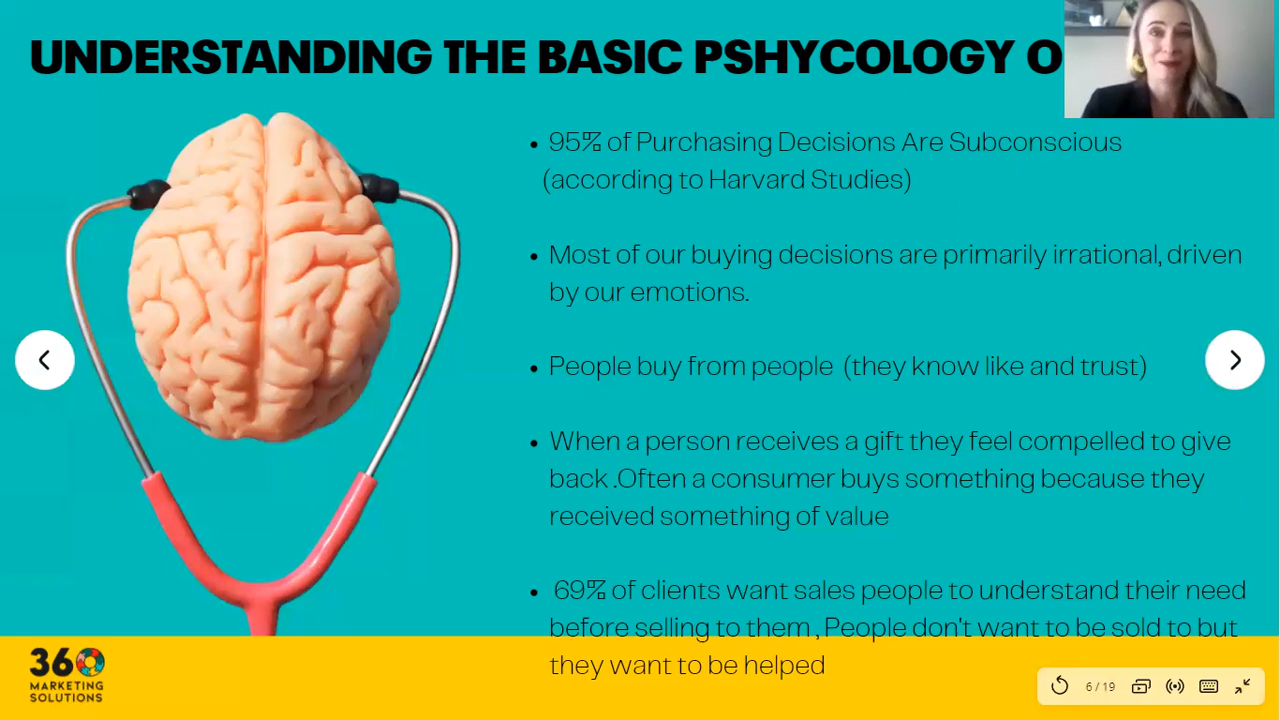 UNDERSTANDING THE BASIC PSHYCOLOGY O
• 95% of Purchasing Decisions Are Subconscious
(according to Harvard Studies)
• Most of our buying decisions are primarily irrational, driven
by our emotions.
• People buy from people (they know like and trust)
• When a person receives a gift they feel compelled to give
back .Often a consumer buys something because they
received something of value
• 69% of clients want sales people to understand their need
before selling to them , People don't want to be sold to but
they want to be helped
360
MARKETING
SOLUTIONS
6 / 19